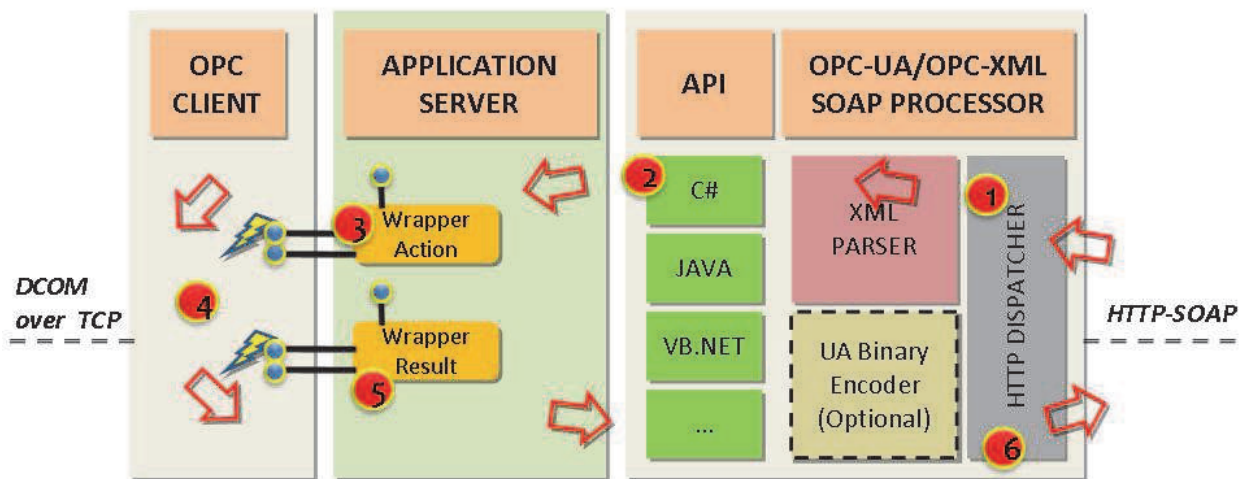 OPC
CLIENT
APPLICATION
SERVER
API
OPC-UA/OPC-XML
SOAP PROCESSOR
2
C#
1
3
Wrapper
Action
XML
PARSER
JAVA
HTTP DISPATCHER
DCOM
over TCP
4
HTTP-SOAP
Wrapper
Result
5
VB.NET
UA Binary
Encoder
(Optional)
...
6